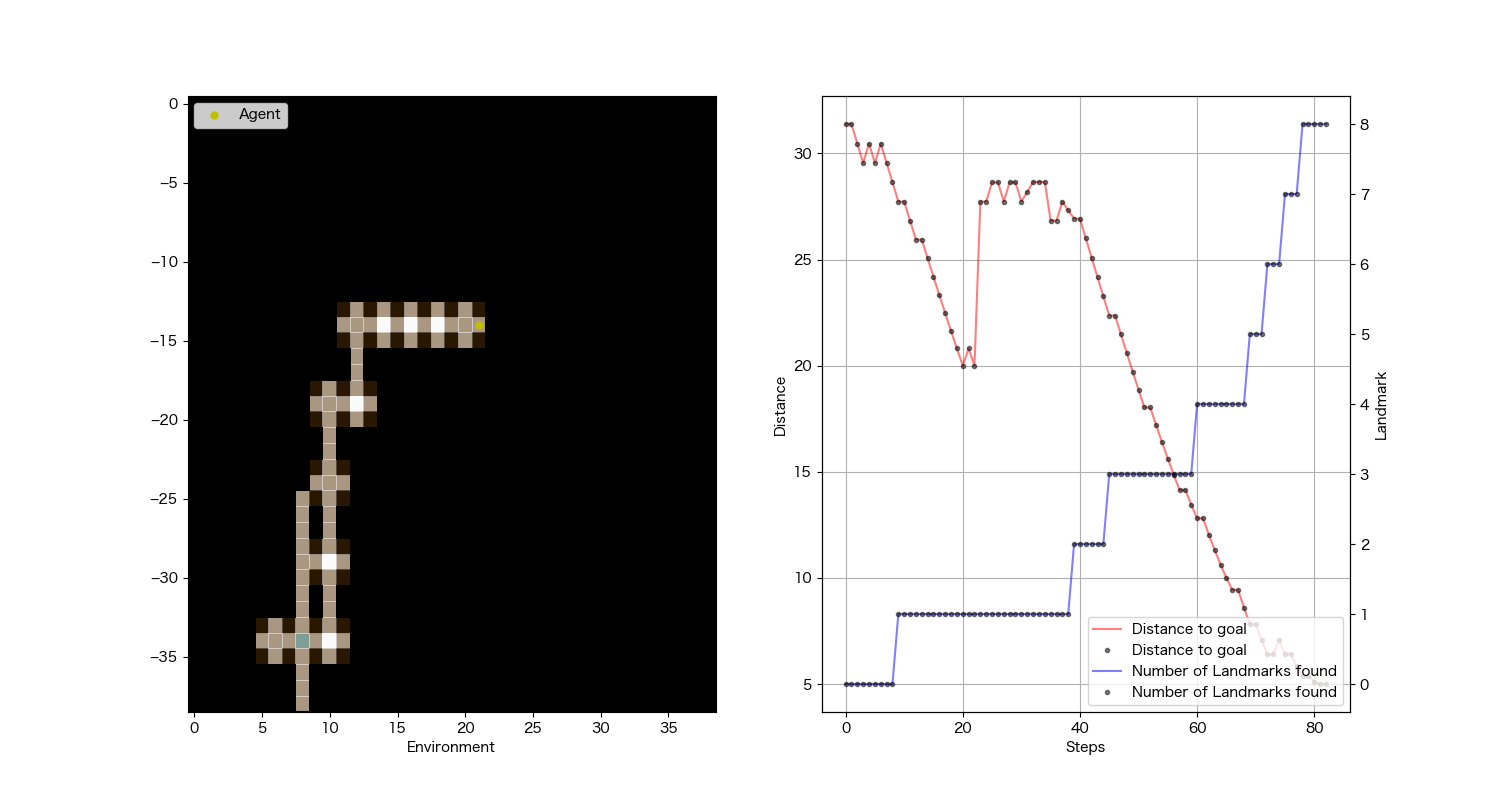 Agent
0
−5
−10
−15
−20
−25
−30
−35
0 5 10 15 20 25 30 35
Environment
30
25
20
15
10
5
Distance
8
7
6
5
4
3
2
1
0
Landmark
Distance to goal
Distance to goal
Number of Landmarks found
Number of Landmarks found
0 20 40 60 80
Steps